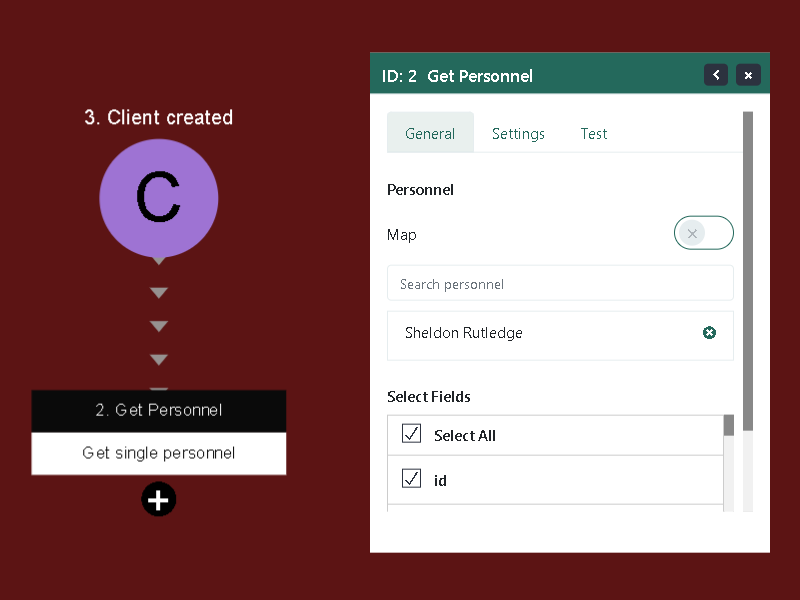 3. Client created
C
2. Get Personnel
Get single personnel
ID: 2 Get Personnel
General Settings Test
Personnel
Map
Search personnel
Sheldon Rutledge
Select Fields
Select All
id